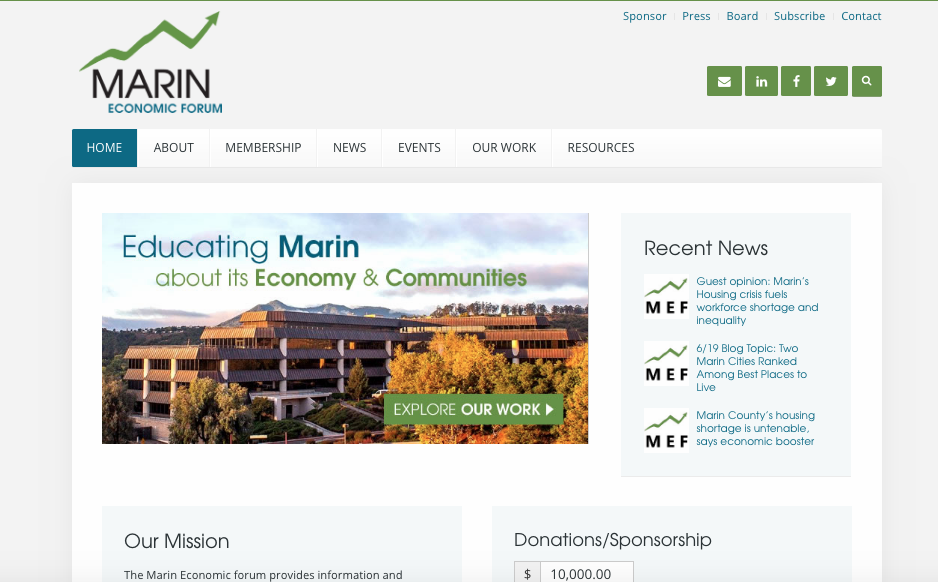 Sponsor Press Board Subscribe Contact
MARIN
ECONOMIC FORUM
HOME ABOUT MEMBERSHIP NEWS EVENTS OUR WORK RESOURCES
Educating Marin
about its Economy & Communities
EXPLORE OUR WORK
Recent News
MEF
Guest opinion: Marin's
Housing crisis fuels
workforce shortage and
inequality
MEF
6/19 Blog Topic: Two
Marin Cities Ranked
Among Best Places to
Live
MEF
Marin County's housing
shortage is untenable,
says economic booster
Our Mission
The Marin Economic forum provides information and
Donations/Sponsorship
$ 10,000.00